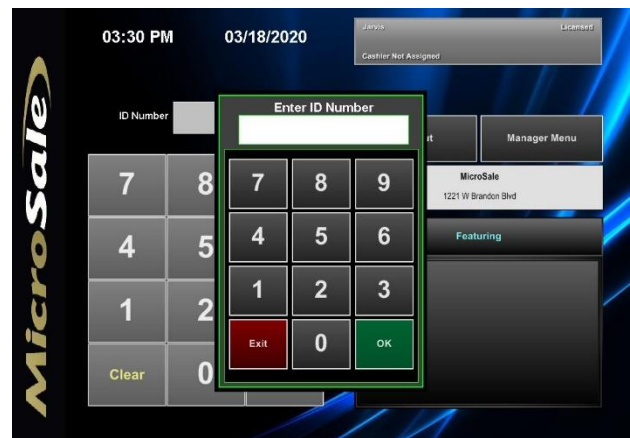 MicroSale
03:30 PM
03/18/2020
Jarvis
Licensed
Cashier Not Assigned
ID Number
Manager Menu
MicroSale
1221 W Brandon Blvd
Featuring
7 8
4 5
1 2
Clear 0
Enter ID Number
7 8 9
4 5 6
1 2 3
Exit 0 OK